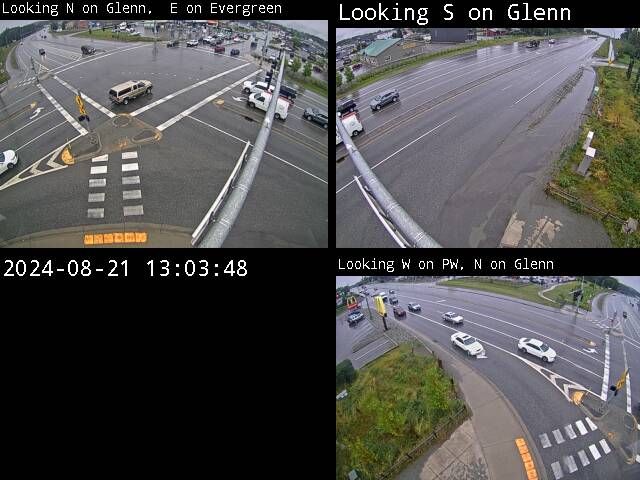 Looking N on Glenn,  E on Evergreen
Looking S on Glenn
2024-08-21 13:03:48
Looking W on PW, N on Glenn